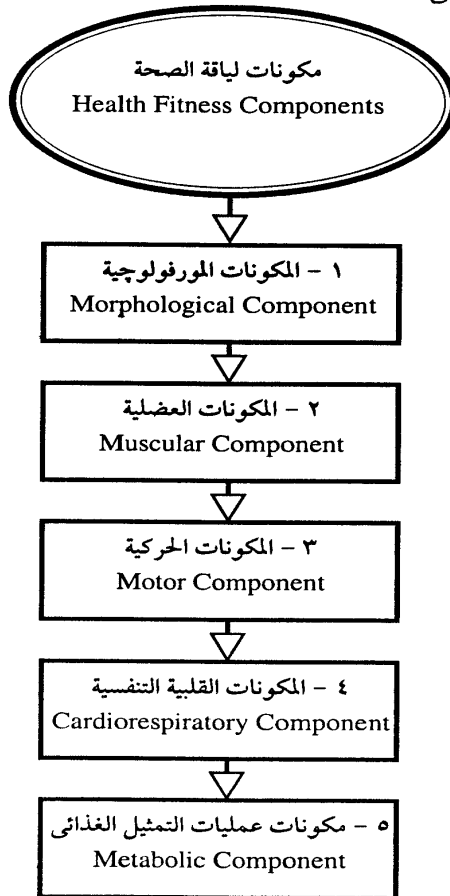 مكونات لياقة الصحة
Health Fitness Components
١ - المكونات المورفولوچية
Morphological Component
٢ - المكونات العضلية
Muscular Component
٣ - المكونات الحركية
Motor Component
٤ - المكونات القلبية التنفسية
Cardiorespiratory Component
٥ - مكونات عمليات التمثيل الغذائى
Metabolic Component